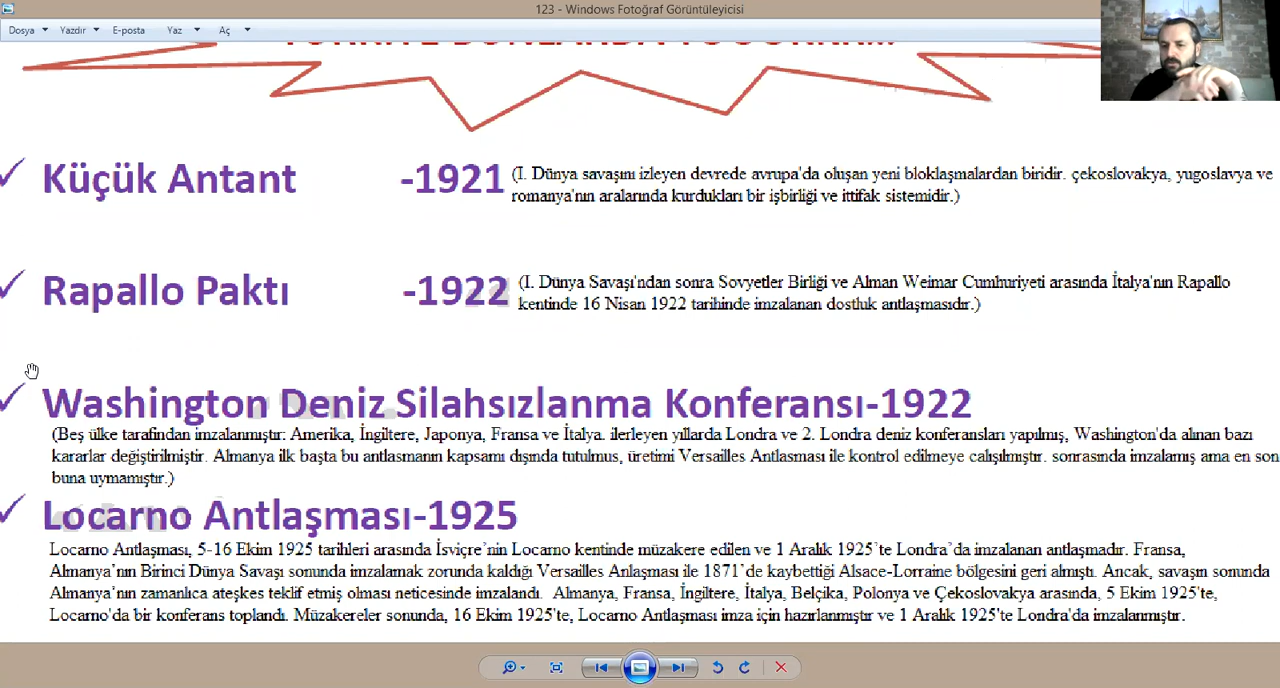 123 - Windows Fotoğraf Görüntüleyicisi
Dosya Yazdır E-posta Yaz Aç
Küçük Antant -1921 (I. Dünya savaşını izleyen devrede avrupa'da oluşan yeni bloklaşmalardan biridir. çekoslovakya, yugoslavya ve
romanya'nın aralarında kurdukları bir işbirliği ve ittifak sistemidir.)
Rapallo Paktı -1922 (I. Dünya Savaşı'ndan sonra Sovyetler Birliği ve Alman Weimar Cumhuriyeti arasında İtalya'nın Rapallo
kentinde 16 Nisan 1922 tarihinde imzalanan dostluk antlaşmasıdır.)
Washington Deniz Silahsızlanma Konferansı-1922
(Beş ülke tarafından imzalanmıştır: Amerika, İngiltere, Japonya, Fransa ve İtalya. ilerleyen yıllarda Londra ve 2. Londra deniz konferansları yapılmış, Washington'da alınan bazı
kararlar değiştirilmiştir. Almanya ilk başta bu antlasmanın kapsamı dışında tutulmus, üretimi Versailles Antlasması ile kontrol edilmeye calışılmıştır. sonrasında imzalamış ama en son
buna uymamıştır.)
Locarno Antlaşması-1925
Locarno Antlaşması, 5-16 Ekim 1925 tarihleri arasında İsviçre’nin Locarno kentinde müzakere edilen ve 1 Aralık 1925’te Londra’da imzalanan antlaşmadır. Fransa,
Almanya’nın Birinci Dünya Savaşı sonunda imzalamak zorunda kaldığı Versailles Anlaşması ile 1871’de kaybettiği Alsace-Lorraine bölgesini geri almıştı. Ancak, savaşın sonunda
Almanya’nın zamanlıca ateşkes teklif etmiş olması neticesinde imzalandı. Almanya, Fransa, İngiltere, İtalya, Belçika, Polonya ve Çekoslovakya arasında, 5 Ekim 1925'te,
Locarno'da bir konferans toplandı. Müzakereler sonunda, 16 Ekim 1925'te, Locarno Antlaşması imza için hazırlanmıştır ve 1 Aralık 1925'te Londra'da imzalanmıştır.